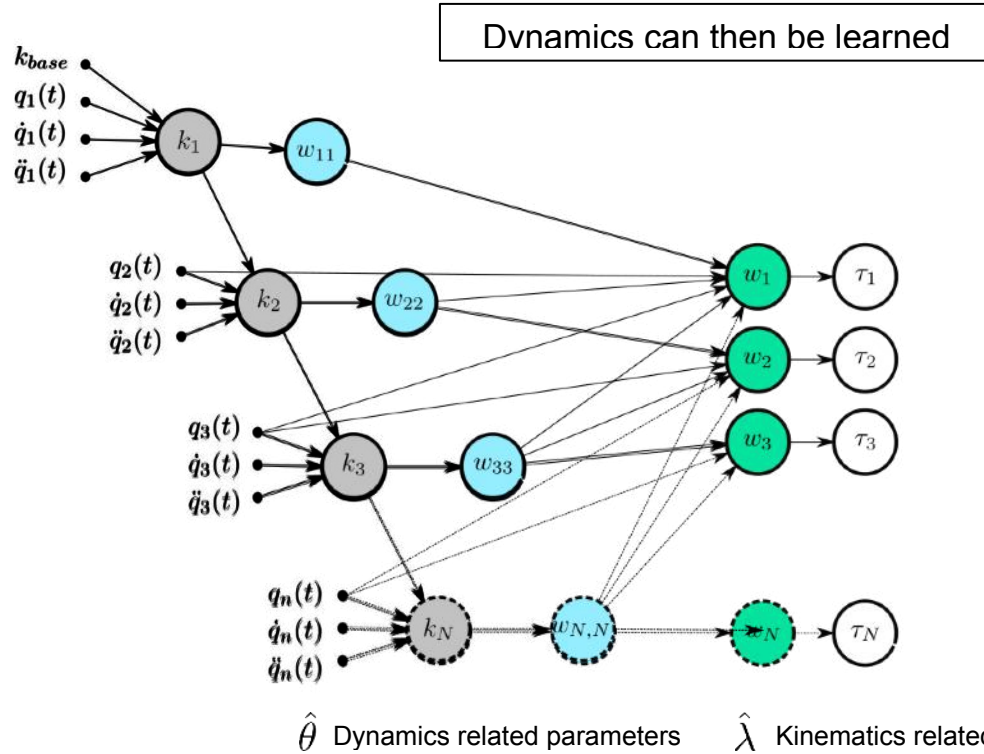 Dynamics can then be learned
k_base
q_1(t)
q̇_1(t)
q̈_1(t)
k_1
w_11
q_2(t)
q̇_2(t)
q̈_2(t)
k_2
w_22
w_1
τ_1
w_2
τ_2
q_3(t)
q̇_3(t)
q̈_3(t)
k_3
w_33
w_3
τ_3
q_n(t)
q̇_n(t)
q̈_n(t)
k_N
w_{N,N}
w_N
τ_N
θ̂ Dynamics related parameters λ̂ Kinematics related